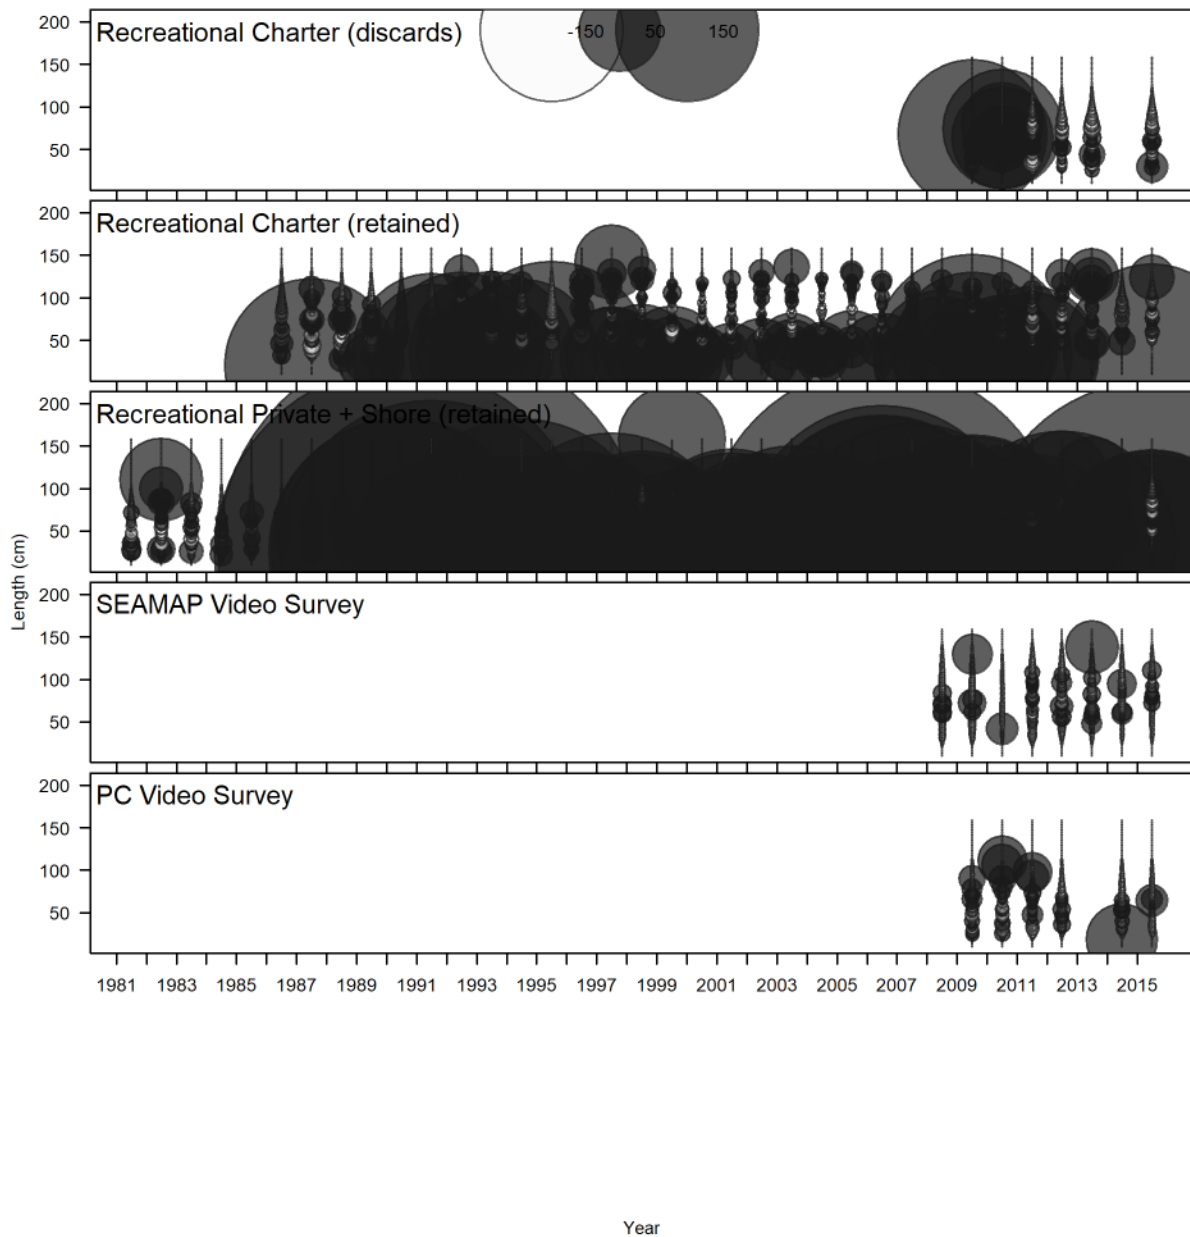 200
150
100
50
Recreational Charter (discards)
-150 50 150
200
150
100
50
Recreational Charter (retained)
200
150
100
50
Recreational Private + Shore (retained)
Length (cm)
200
150
100
50
SEAMAP Video Survey
200
150
100
50
PC Video Survey
1981 1983 1985 1987 1989 1991 1993 1995 1997 1999 2001 2003 2005 2007 2009 2011 2013 2015
Year